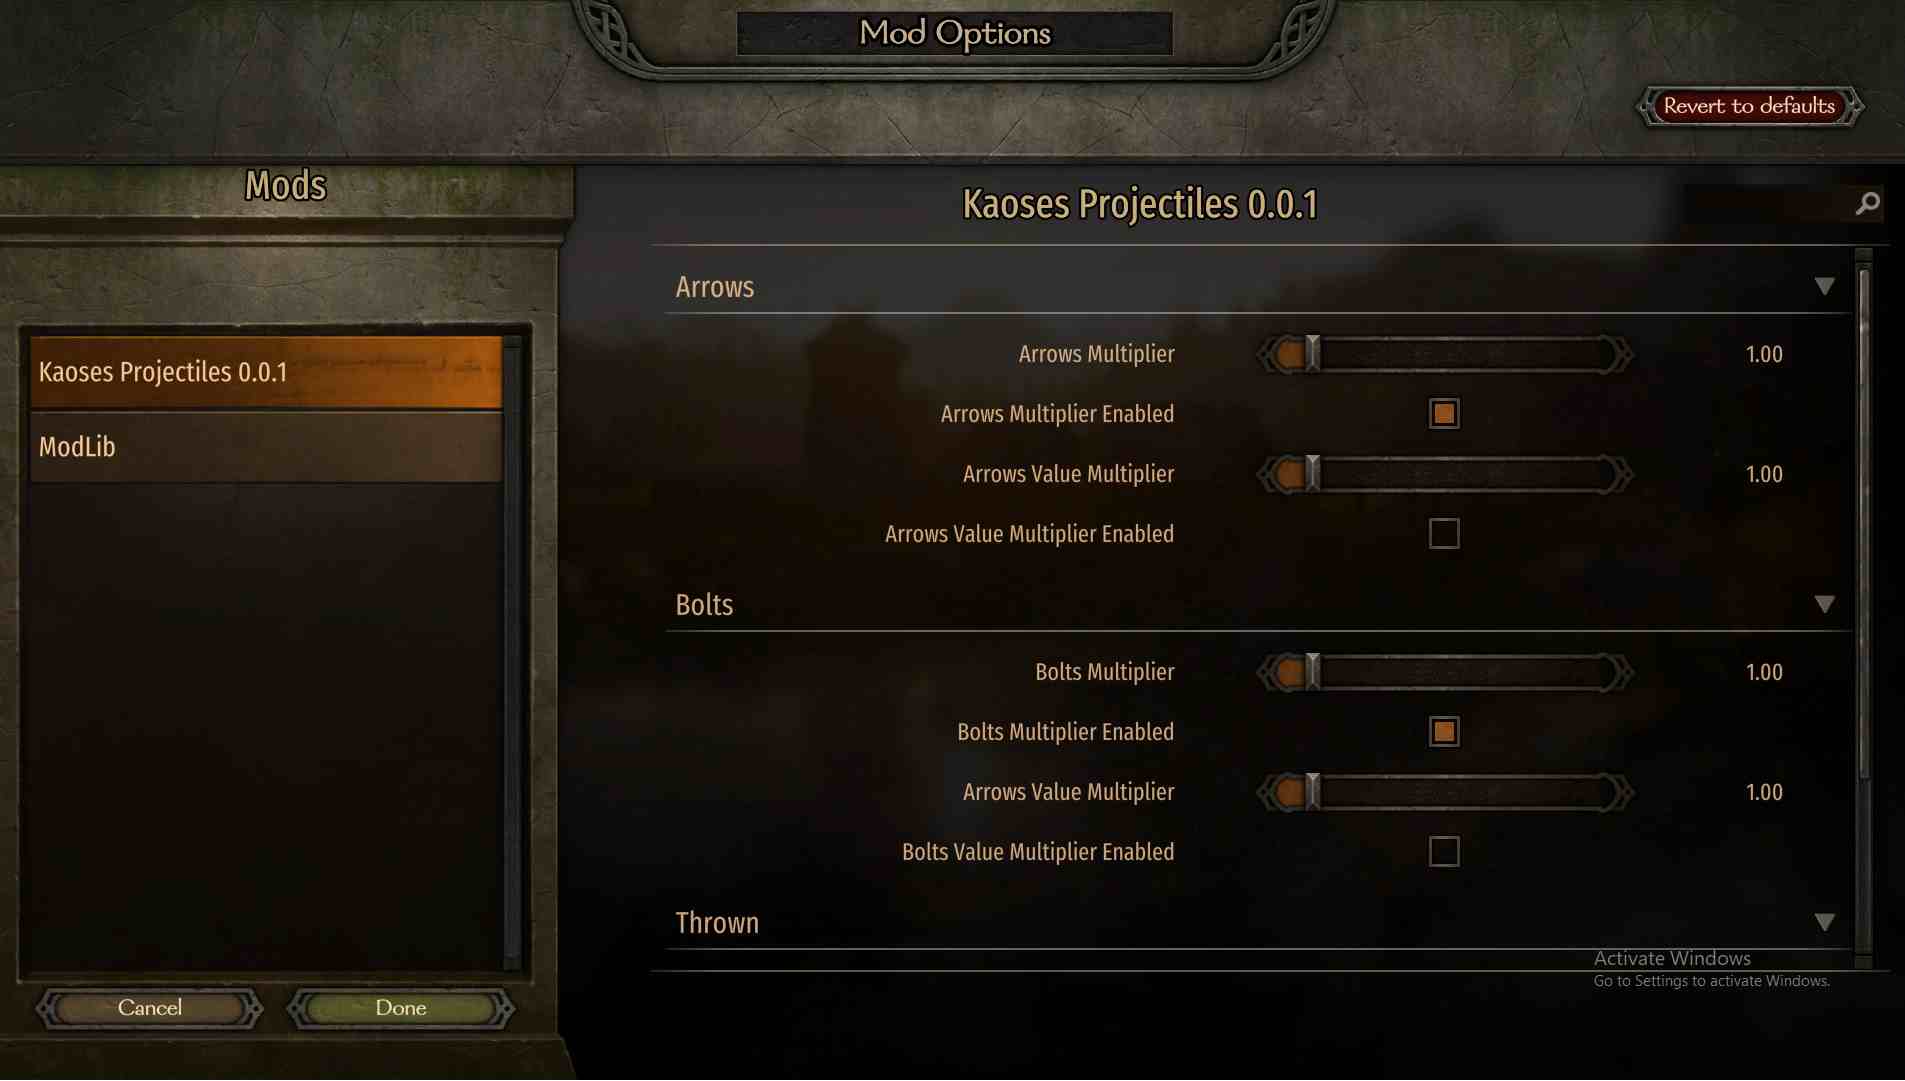 Mod Options
Revert to defaults
Mods
Kaoses Projectiles 0.0.1
ModLib
Cancel
Done
Kaoses Projectiles 0.0.1
Arrows
Arrows Multiplier 1.00
Arrows Multiplier Enabled
Arrows Value Multiplier 1.00
Arrows Value Multiplier Enabled
Bolts
Bolts Multiplier 1.00
Bolts Multiplier Enabled
Arrows Value Multiplier 1.00
Bolts Value Multiplier Enabled
Thrown
Activate Windows
Go to Settings to activate Windows.